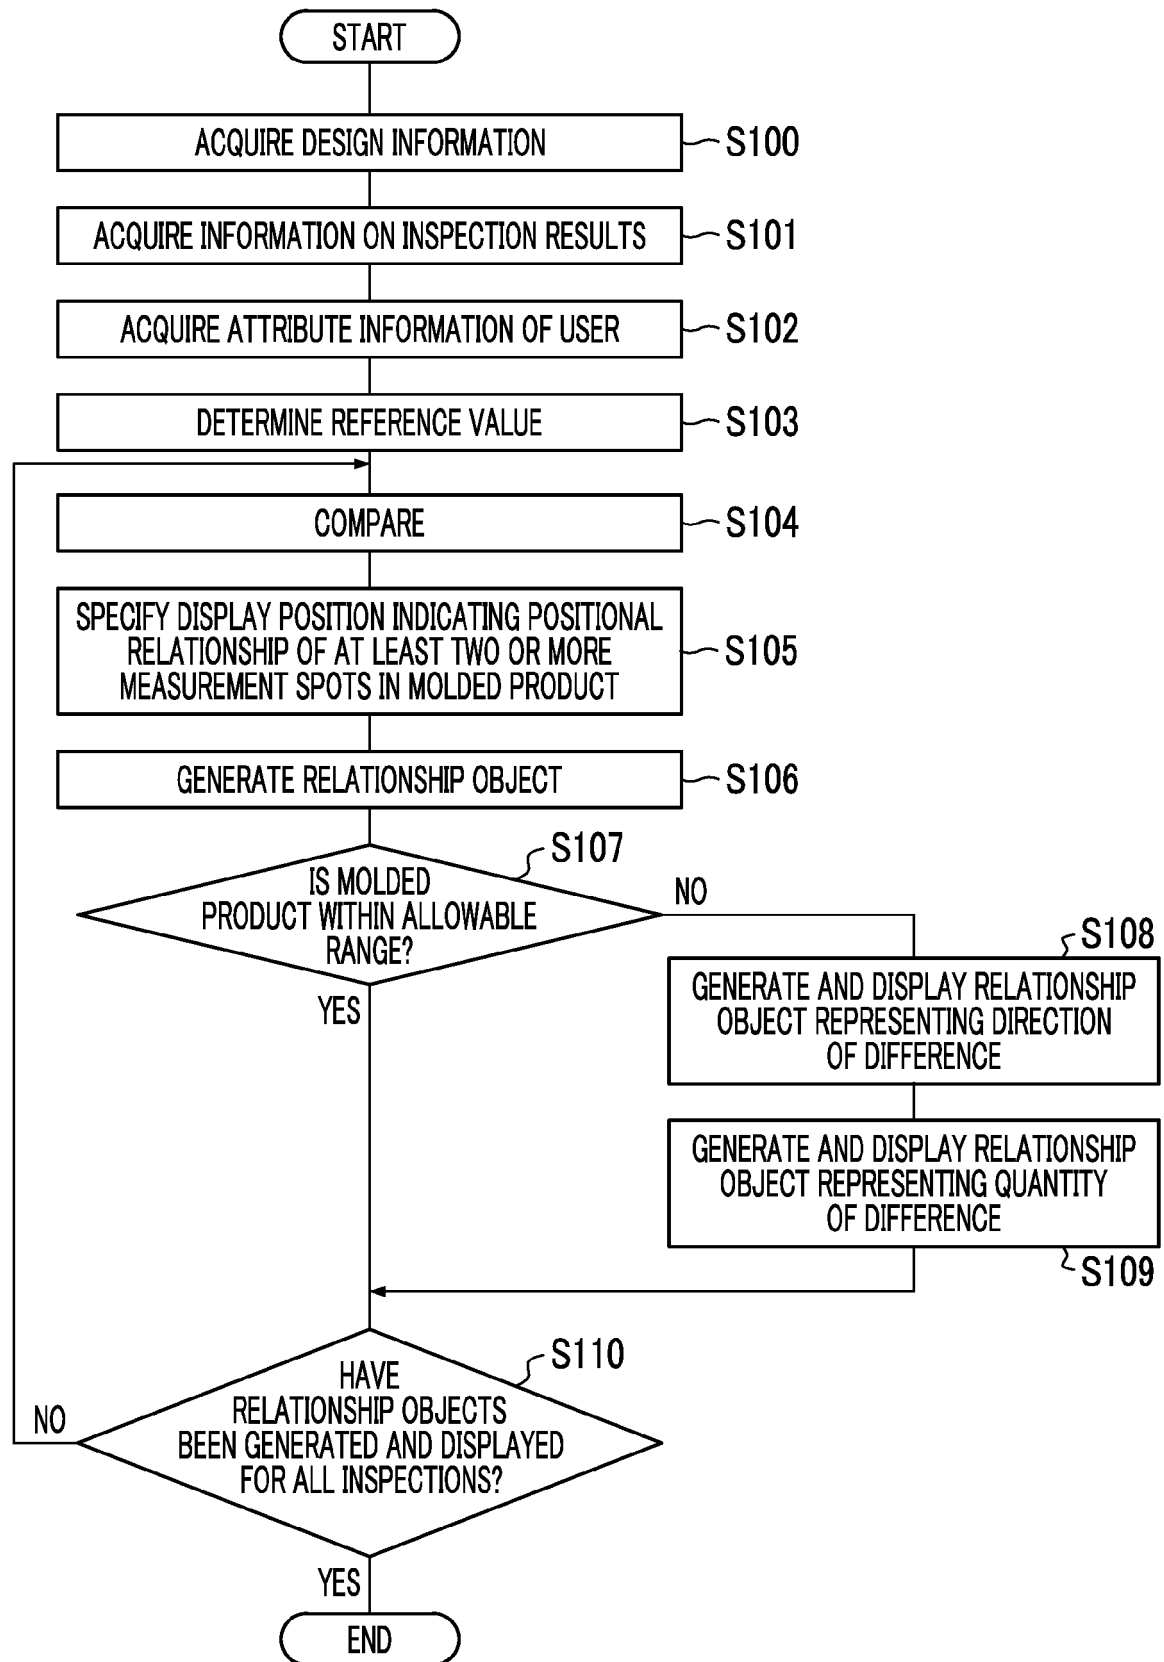 START
ACQUIRE DESIGN INFORMATION
S100
ACQUIRE INFORMATION ON INSPECTION RESULTS
S101
ACQUIRE ATTRIBUTE INFORMATION OF USER
S102
DETERMINE REFERENCE VALUE
S103
COMPARE
S104
SPECIFY DISPLAY POSITION INDICATING POSITIONAL
RELATIONSHIP OF AT LEAST TWO OR MORE
MEASUREMENT SPOTS IN MOLDED PRODUCT
S105
GENERATE RELATIONSHIP OBJECT
S106
S107
IS MOLDED
PRODUCT WITHIN ALLOWABLE
RANGE?
NO
YES
S108
GENERATE AND DISPLAY RELATIONSHIP
OBJECT REPRESENTING DIRECTION
OF DIFFERENCE
GENERATE AND DISPLAY RELATIONSHIP
OBJECT REPRESENTING QUANTITY
OF DIFFERENCE
S109
S110
HAVE
RELATIONSHIP OBJECTS
BEEN GENERATED AND DISPLAYED
FOR ALL INSPECTIONS?
NO
YES
END